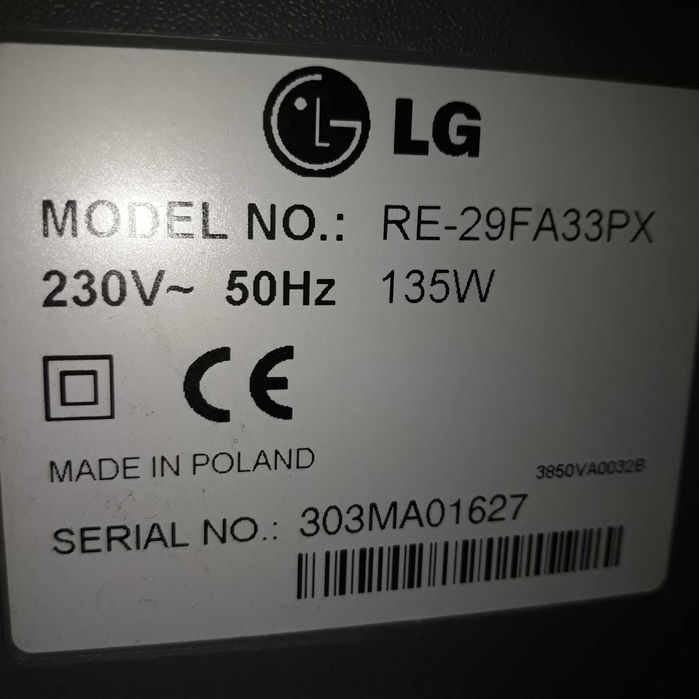 LG
MODEL NO.: RE-29FA33PX
230V~ 50Hz 135W
CE
MADE IN POLAND
3850VA0032B
SERIAL NO.: 303MA01627